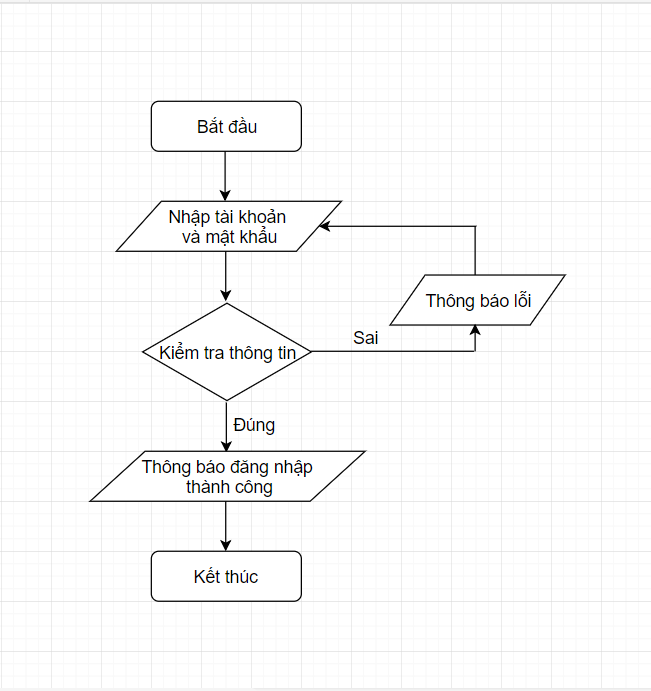 Bắt đầu
Nhập tài khoản
và mật khẩu
Thông báo lỗi
Sai
Kiểm tra thông tin
Đúng
Thông báo đăng nhập
thành công
Kết thúc